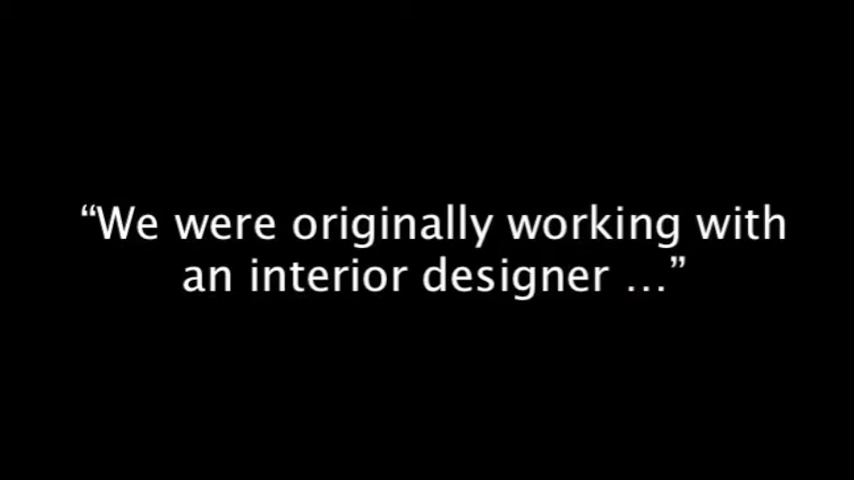 “We were originally working with
an interior designer ...”